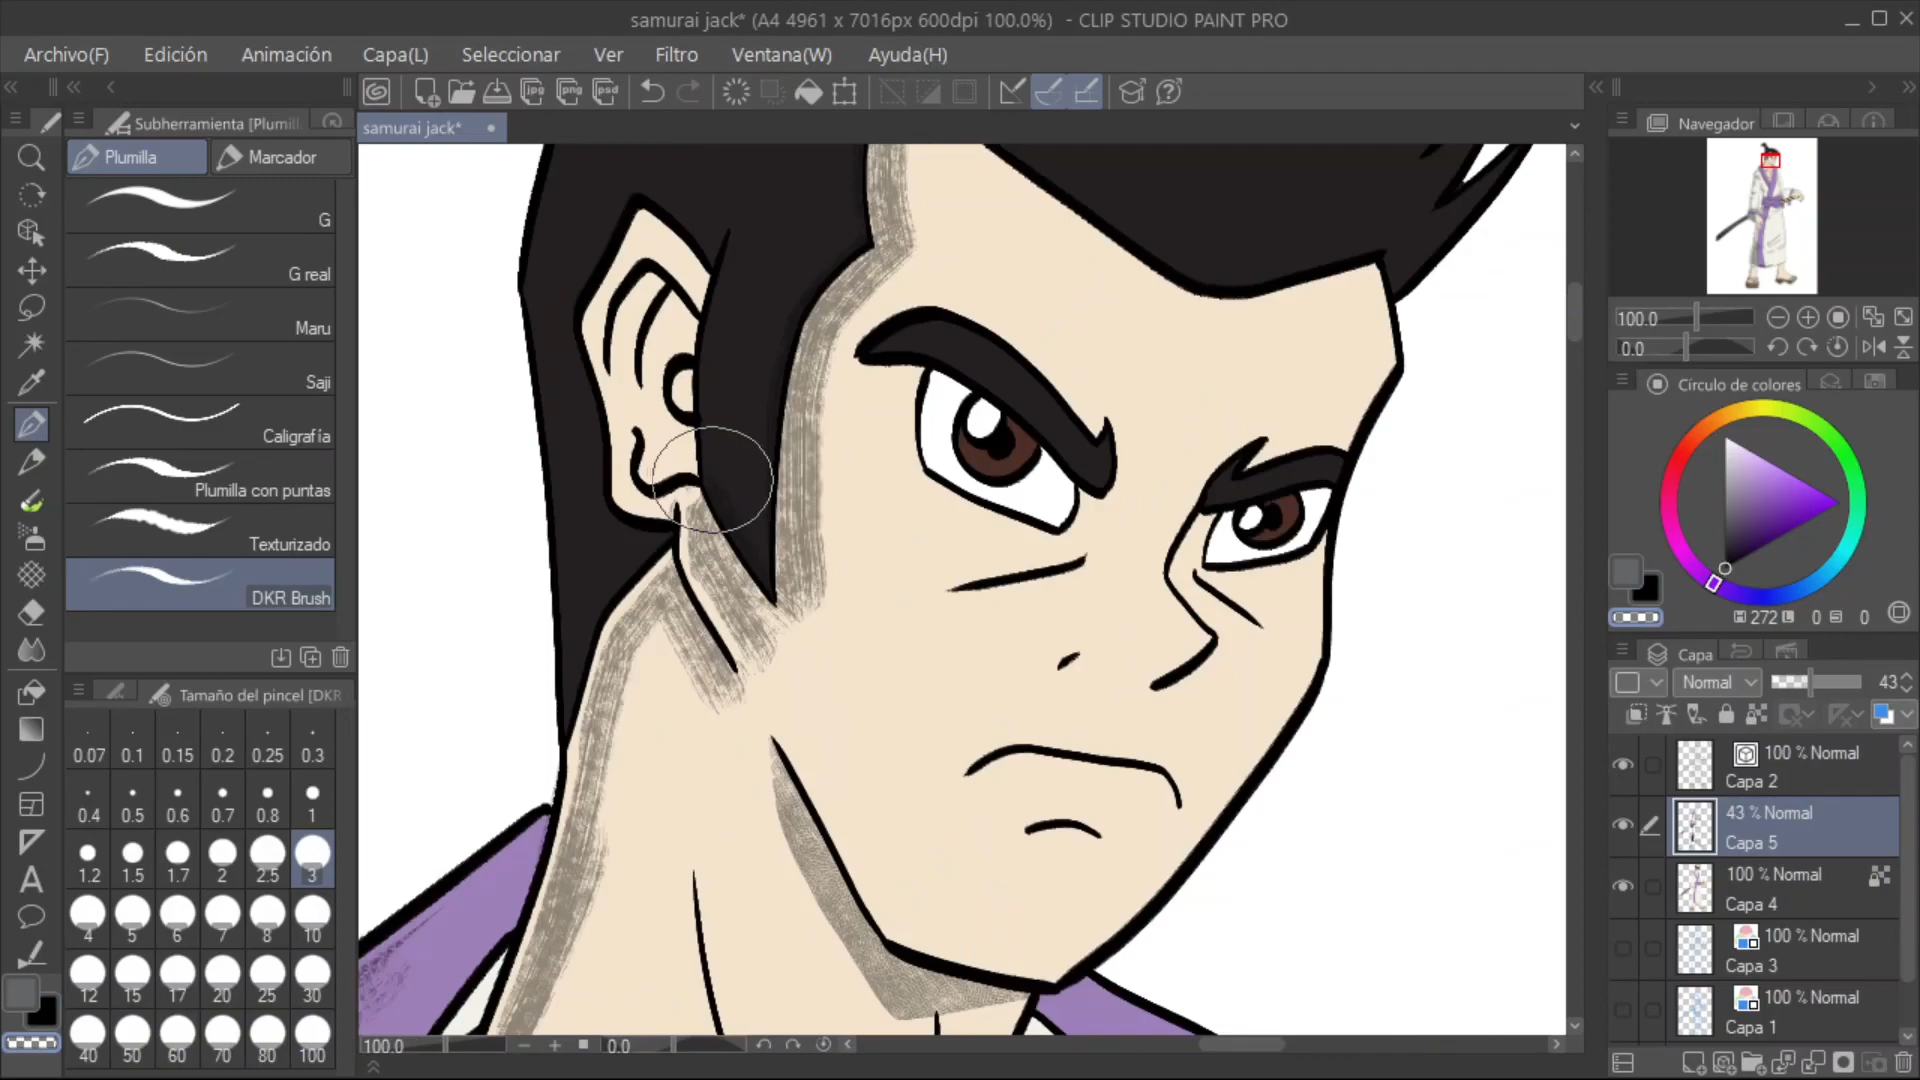 samurai jack* (A4 4961 x 7016px 600dpi 100.0%) - CLIP STUDIO PAINT PRO
Archivo(F) Edición Animación Capa(L) Seleccionar Ver Filtro Ventana(W) Ayuda(H)
jpg png psd
Subherramienta [Plumill
samurai jack*
Navegador
Plumilla Marcador
G
G real
Maru
Saji
Caligrafía
Plumilla con puntas
Texturizado
DKR Brush
100.0
0.0
Círculo de colores
272 0 0
Tamaño del pincel [DKR
0.07 0.1 0.15 0.2 0.25 0.3
0.4 0.5 0.6 0.7 0.8 1
1.2 1.5 1.7 2 2.5 3
4 5 6 7 8 10
12 15 17 20 25 30
40 50 60 70 80 100
Capa
Normal 43
100 % Normal
Capa 2
43 % Normal
Capa 5
100 % Normal
Capa 4
100 % Normal
Capa 3
100 % Normal
Capa 1
100.0 0.0